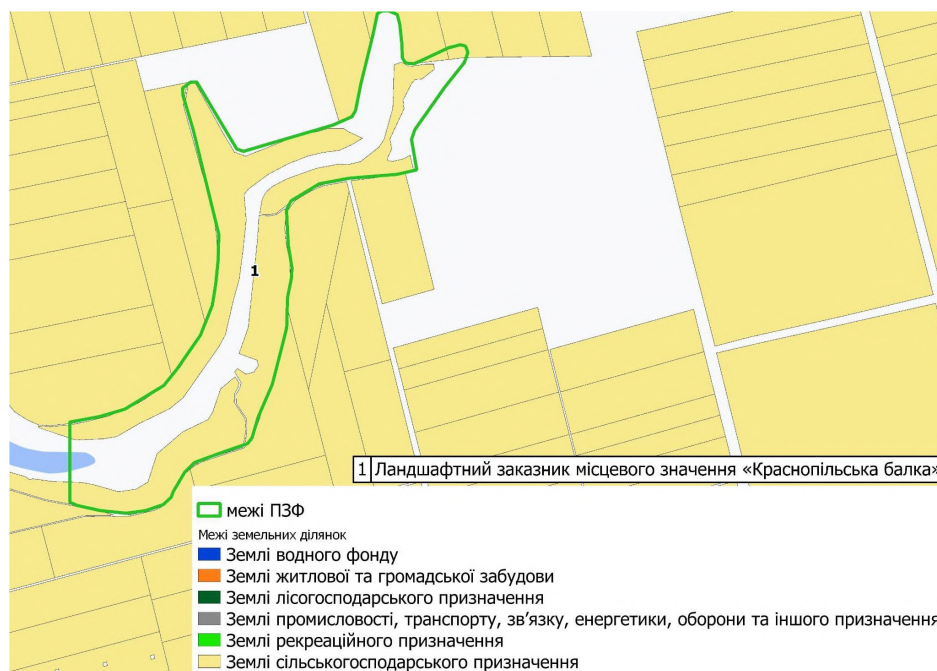 1
1 Ландшафтний заказник місцевого значення «Краснопільська балка»
межі ПЗФ
Межі земельних ділянок
Землі водного фонду
Землі житлової та громадської забудови
Землі лісогосподарського призначення
Землі промисловості, транспорту, зв’язку, енергетики, оборони та іншого призначення
Землі рекреаційного призначення
Землі сільськогосподарського призначення